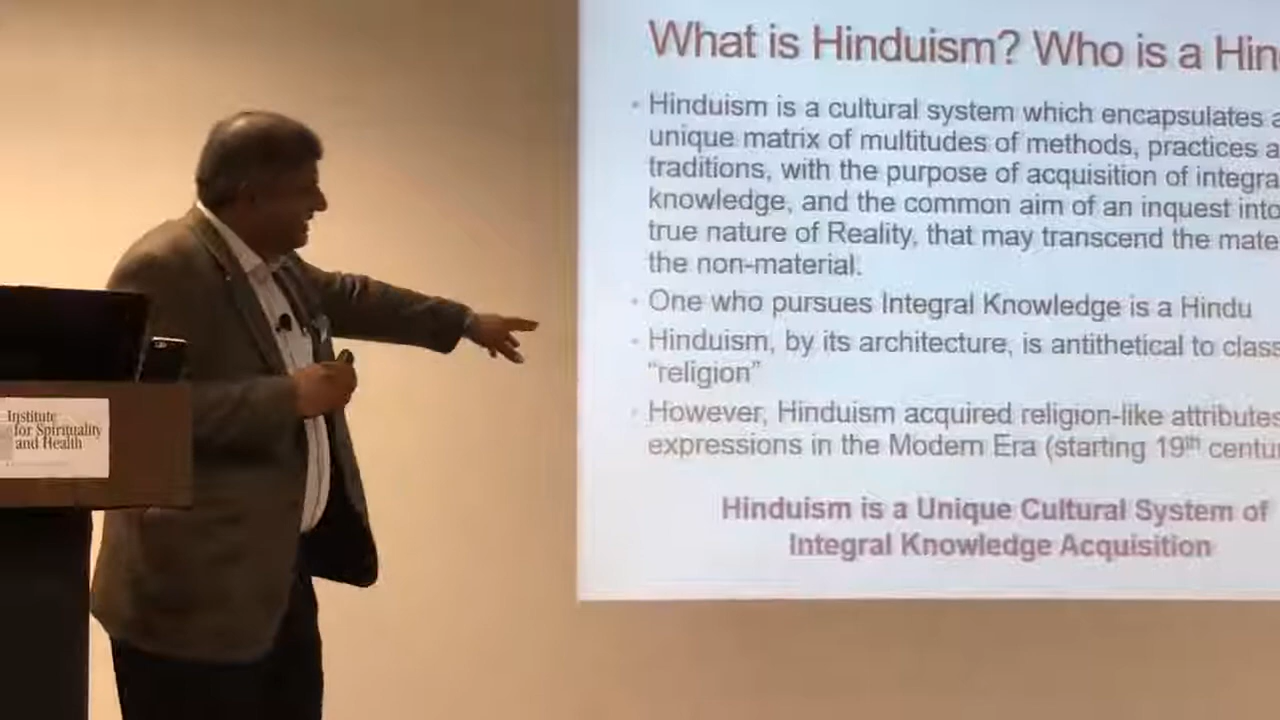 Institute
for Spirituality
and Health
What is Hinduism? Who is a Hin
• Hinduism is a cultural system which encapsulates a
unique matrix of multitudes of methods, practices a
traditions, with the purpose of acquisition of integra
knowledge, and the common aim of an inquest into
true nature of Reality, that may transcend the mate
the non-material.
• One who pursues Integral Knowledge is a Hindu
• Hinduism, by its architecture, is antithetical to class
“religion”
• However, Hinduism acquired religion-like attributes
expressions in the Modern Era (starting 19th centu
Hinduism is a Unique Cultural System of
Integral Knowledge Acquisition